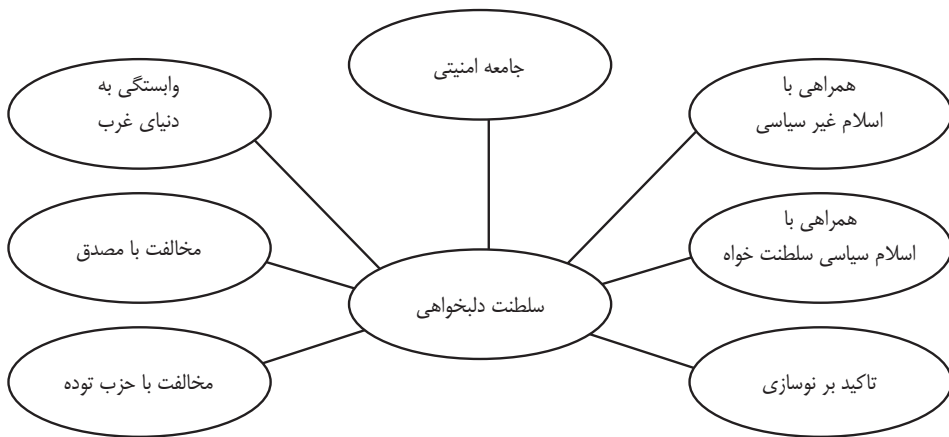 جامعه امنیتی
همراهی با
اسلام غیر سیاسی
وابستگی به
دنیای غرب
همراهی با
اسلام سیاسی سلطنت خواه
مخالفت با مصدق
سلطنت دلبخواهی
تاکید بر نوسازی
مخالفت با حزب توده